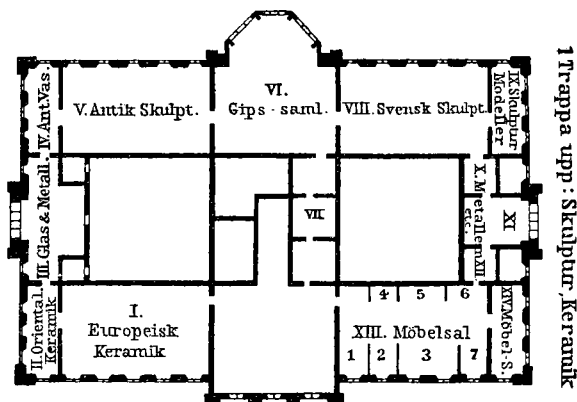 1 Trappa upp: Skulptur, Keramik
I.
Europeisk
Keramik
II. Oriental.
Keramik
III. Glas & Metall.
IV. Ant. Vas.
V. Antik Skulpt.
VI.
Gips - saml.
VII
VIII. Svensk Skulpt.
IX. Skulptur
Modeller
X. Metaller
etc.
XI
XII
XIII. Möbelsal
4 5 6
1 2 3 7
XIV. Möbel-S.